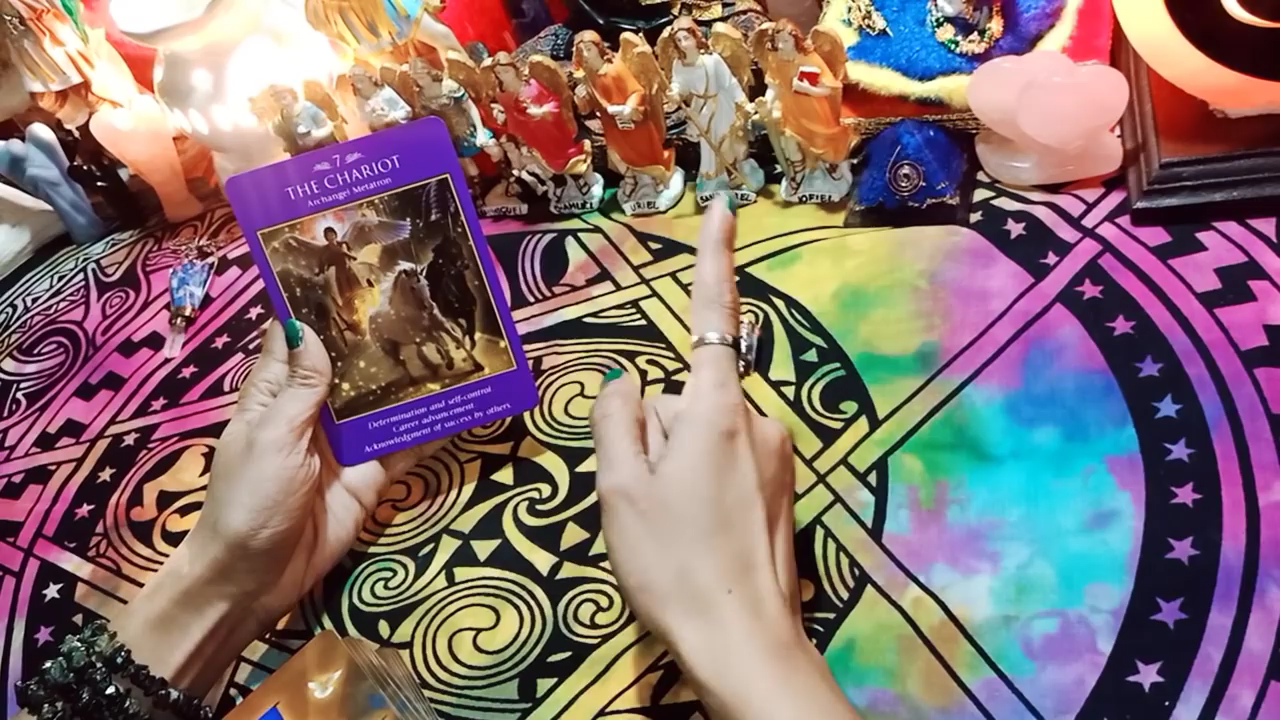 7
THE CHARIOT
Archangel Metatron
Determination and self-control
Career advancement
Acknowledgment of success by others
URIEL
JOFIEL